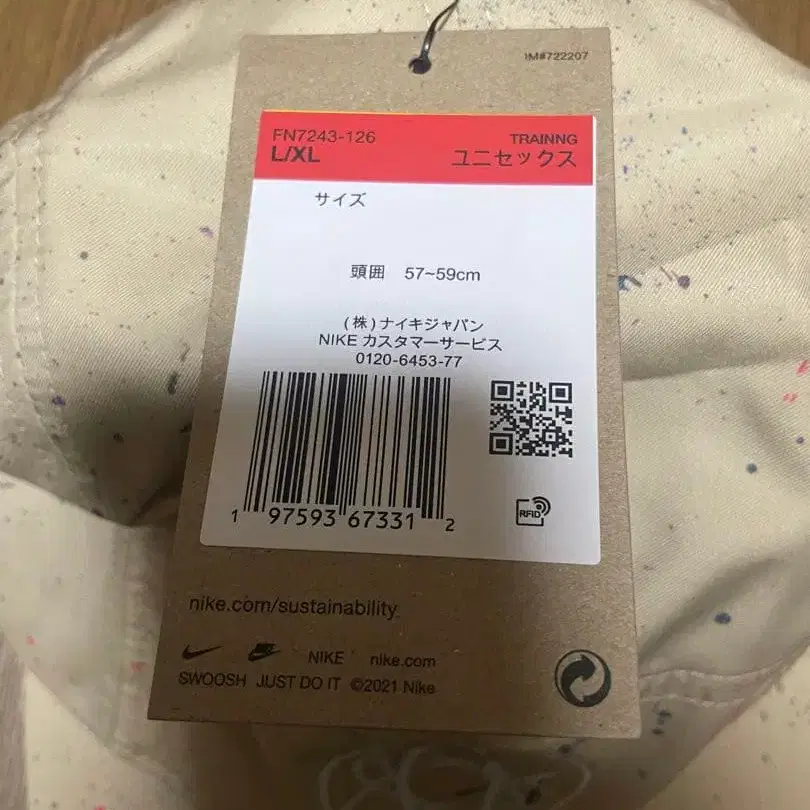 IM#722207
FN7243-126
L/XL
TRAINNG
ユニセックス
サイズ
頭囲 57~59cm
(株)ナイキジャパン
NIKE カスタマーサービス
0120-6453-77
1 97593 67331 2
RFID
nike.com/sustainability
NIKE nike.com
SWOOSH JUST DO IT ©2021 Nike